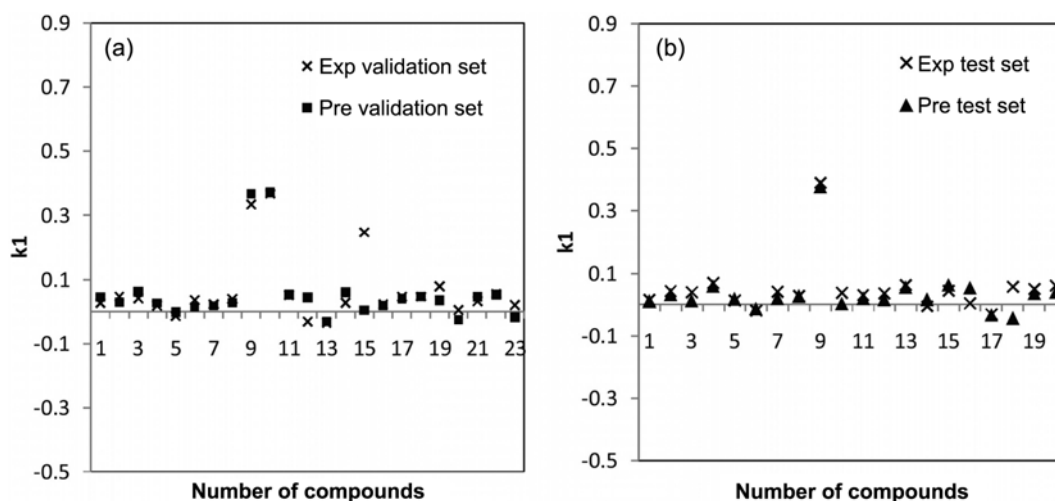 (a)
× Exp validation set
■ Pre validation set
k1
0.9
0.7
0.5
0.3
0.1
-0.1
-0.3
-0.5
1 3 5 7 9 11 13 15 17 19 21 23
Number of compounds
(b)
× Exp test set
▲ Pre test set
k1
0.9
0.7
0.5
0.3
0.1
-0.1
-0.3
-0.5
1 3 5 7 9 11 13 15 17 19
Number of compounds